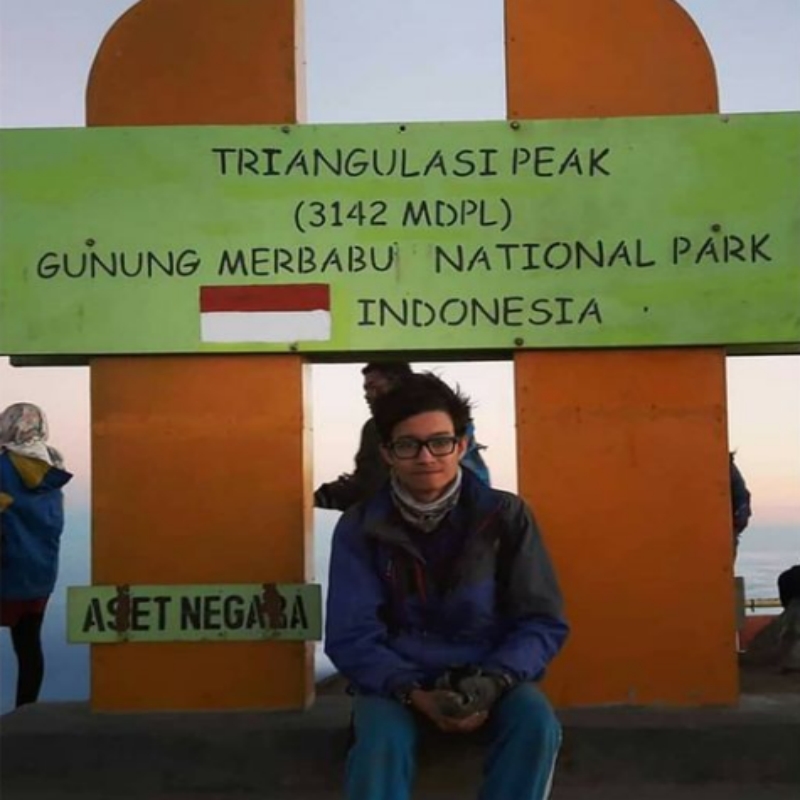 TRIANGULASI PEAK
(3142 MDPL)
GUNUNG MERBABU NATIONAL PARK
INDONESIA
ASET NEGARA